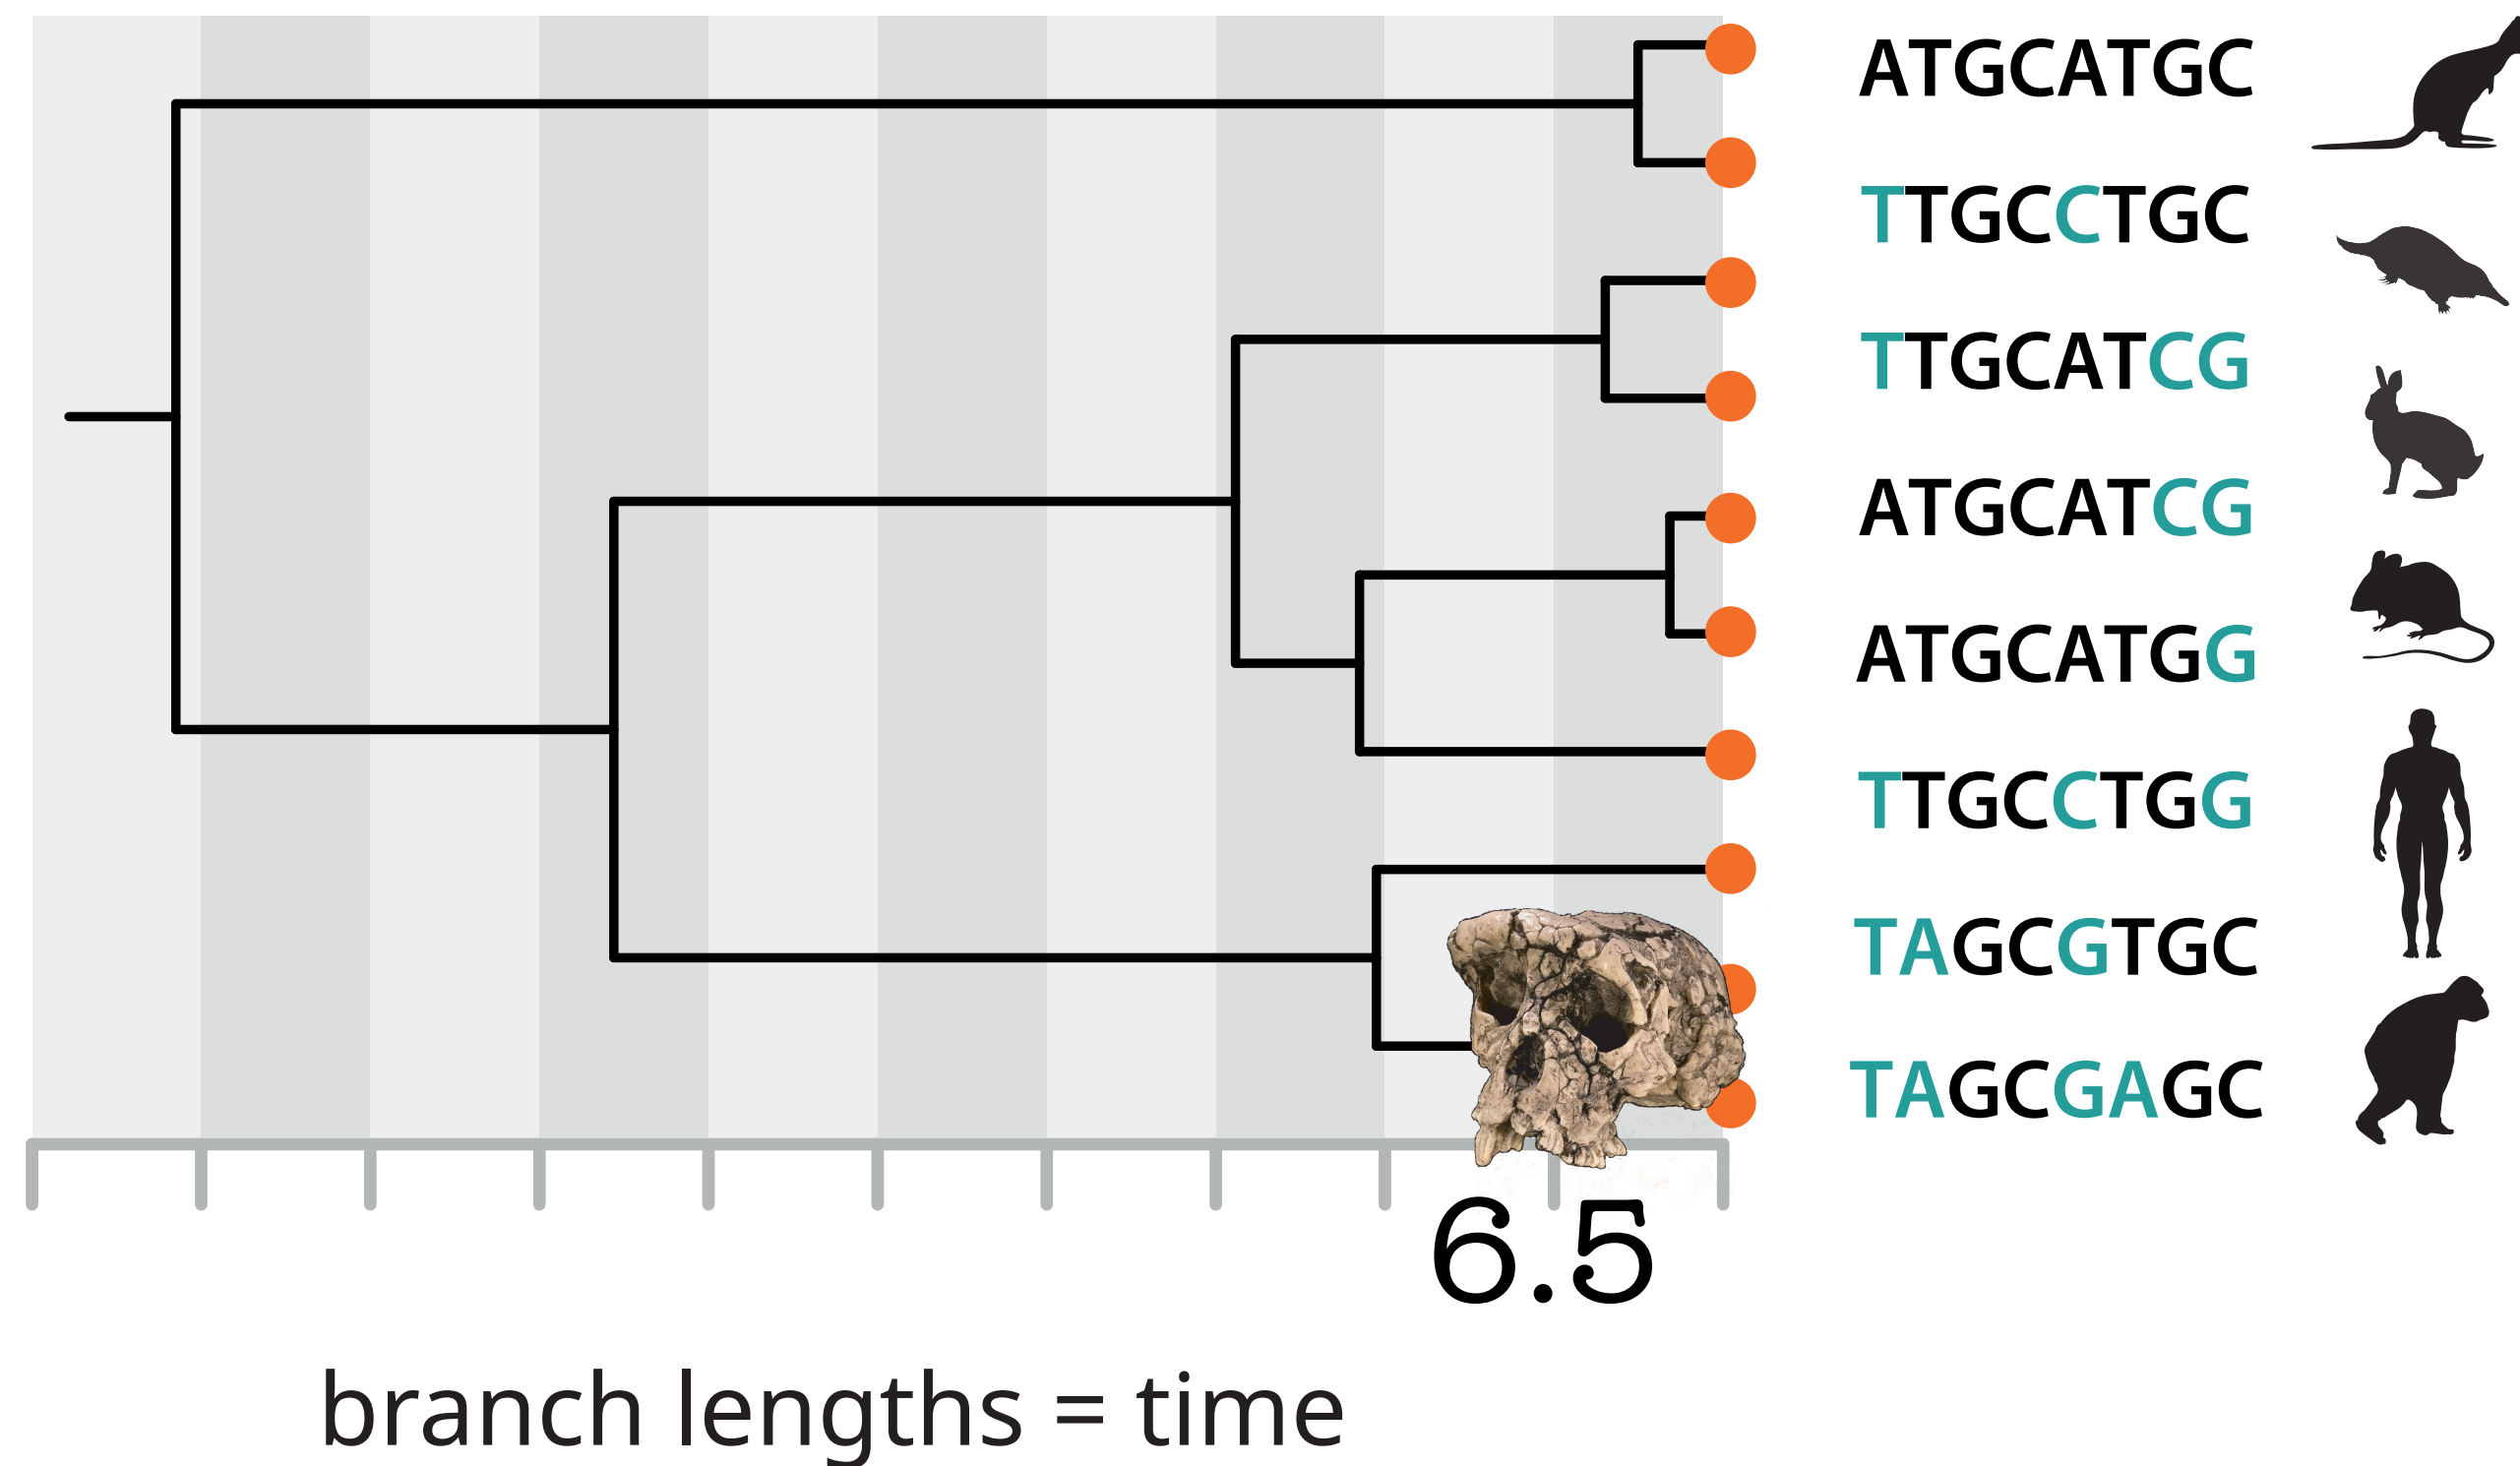 ATGCATGC
TTGCCTGC
TTGCATCG
ATGCATCG
ATGCATGG
TTGCCTGG
TAGCGTGC
TAGCGAGC
6.5
branch lengths = time